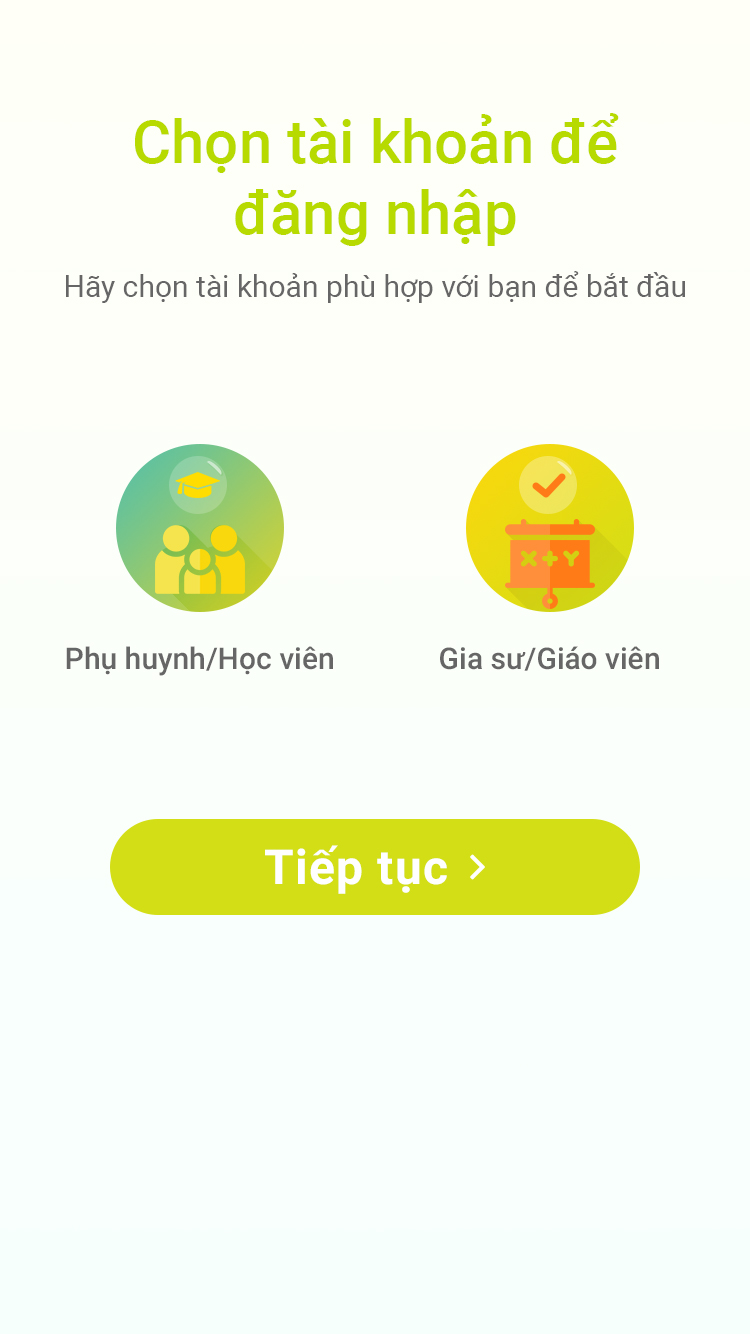 Chọn tài khoản để
đăng nhập
Hãy chọn tài khoản phù hợp với bạn để bắt đầu
X+Y
Phụ huynh/Học viên
Gia sư/Giáo viên
Tiếp tục